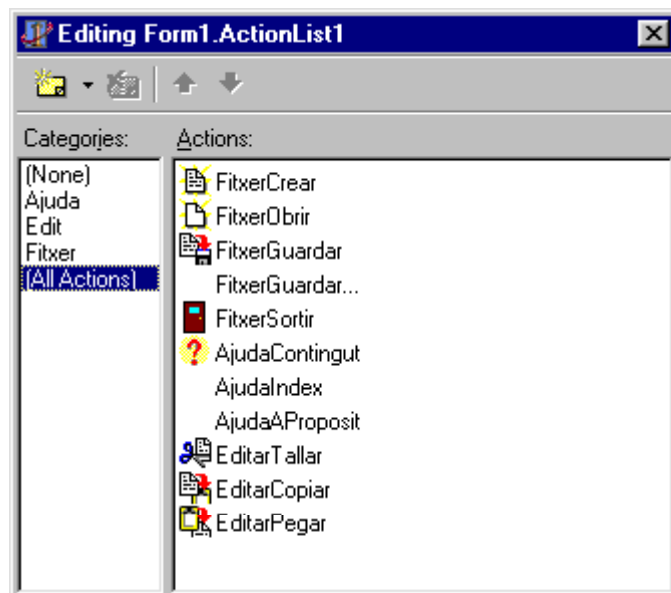 Editing Form1.ActionList1
Categories:
Actions:
(None)
Ajuda
Edit
Fitxer
(All Actions)
FitxerCrear
FitxerObrir
FitxerGuardar
FitxerGuardar...
FitxerSortir
AjudaContingut
AjudaIndex
AjudaAProposit
EditarTallar
EditarCopiar
EditarPegar